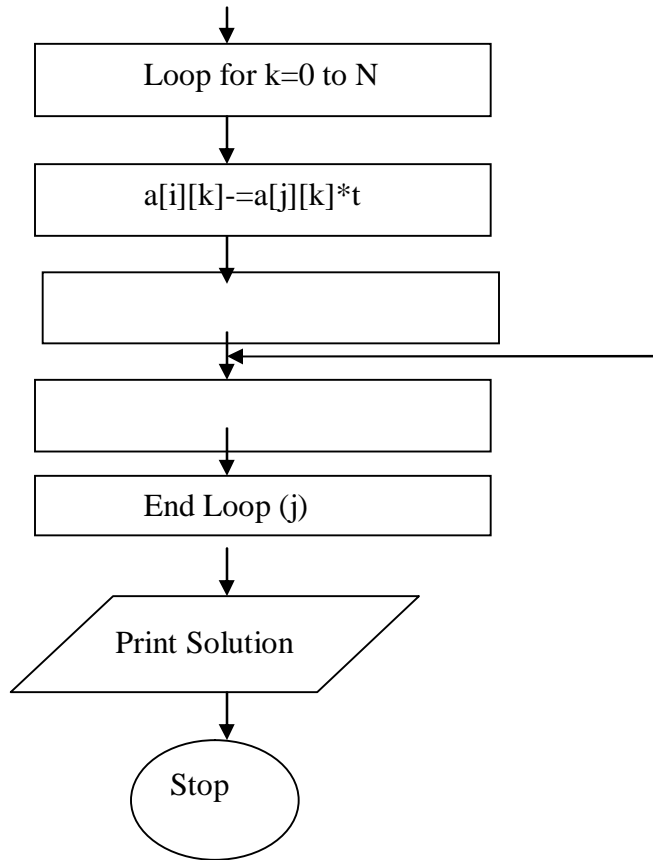 Loop for k=0 to N
a[i][k]-=a[j][k]*t
End Loop (j)
Print Solution
Stop